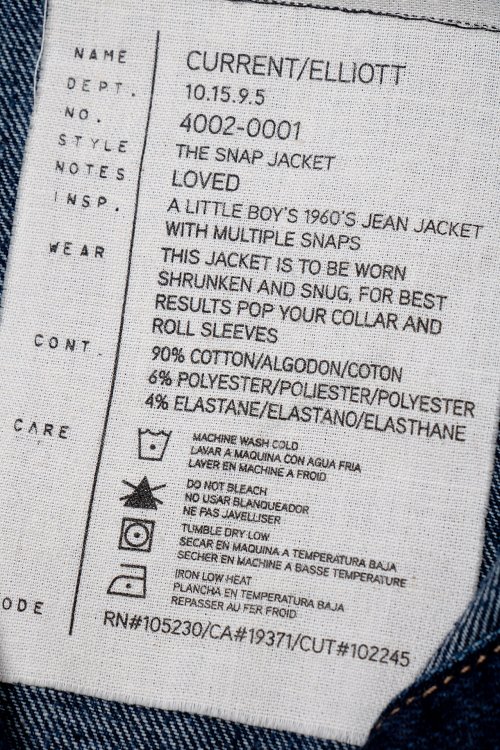 NAME CURRENT/ELLIOTT
DEPT. 10.15.9.5
NO. 4002-0001
STYLE THE SNAP JACKET
NOTES LOVED
INSP. A LITTLE BOY'S 1960'S JEAN JACKET
WITH MULTIPLE SNAPS
WEAR THIS JACKET IS TO BE WORN
SHRUNKEN AND SNUG, FOR BEST
RESULTS POP YOUR COLLAR AND
ROLL SLEEVES
CONT. 90% COTTON/ALGODON/COTON
6% POLYESTER/POLIESTER/POLYESTER
4% ELASTANE/ELASTANO/ELASTHANE
CARE MACHINE WASH COLD
LAVAR A MAQUINA CON AGUA FRIA
LAVER EN MACHINE A FROID
DO NOT BLEACH
NO USAR BLANQUEADOR
NE PAS JAVELLISER
TUMBLE DRY LOW
SECAR EN MAQUINA A TEMPERATURA BAJA
SECHER EN MACHINE A BASSE TEMPERATURE
IRON LOW HEAT
PLANCHA EN TEMPERATURA BAJA
REPASSER AU FER FROID
ODE RN#105230/CA#19371/CUT#102245